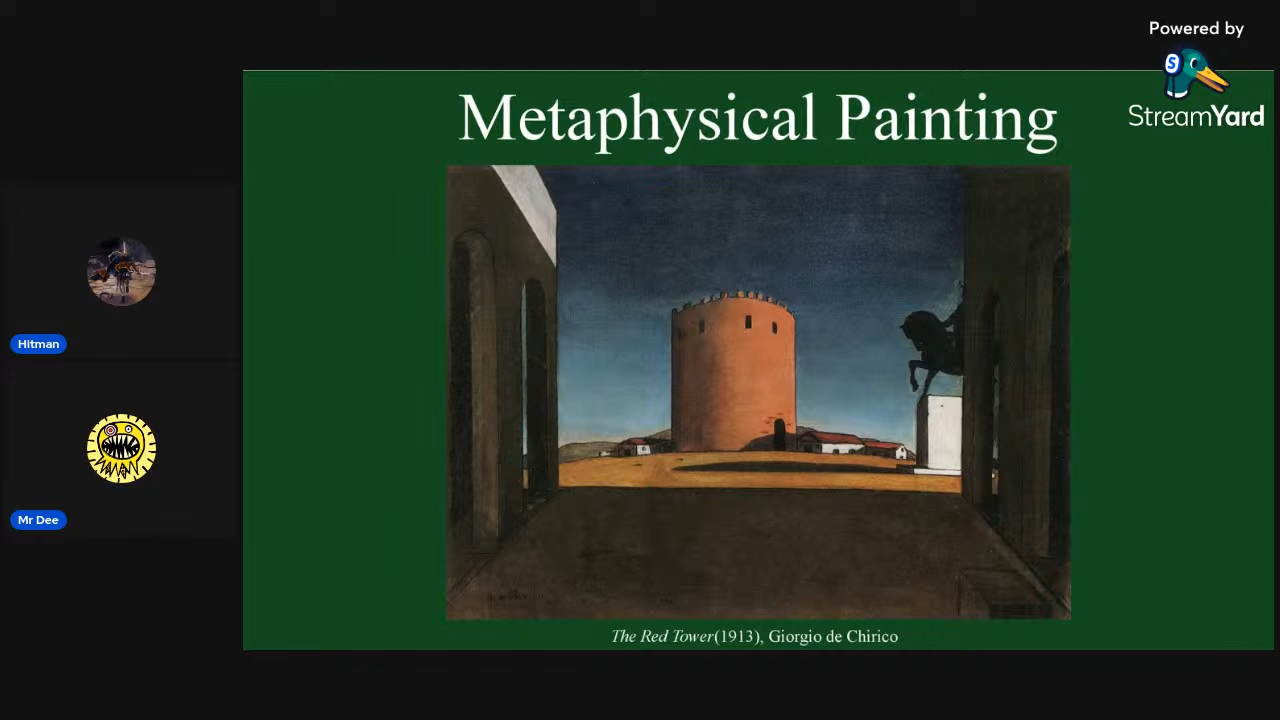 Powered by
S
StreamYard
Metaphysical Painting
Hitman
Mr Dee
The Red Tower(1913), Giorgio de Chirico